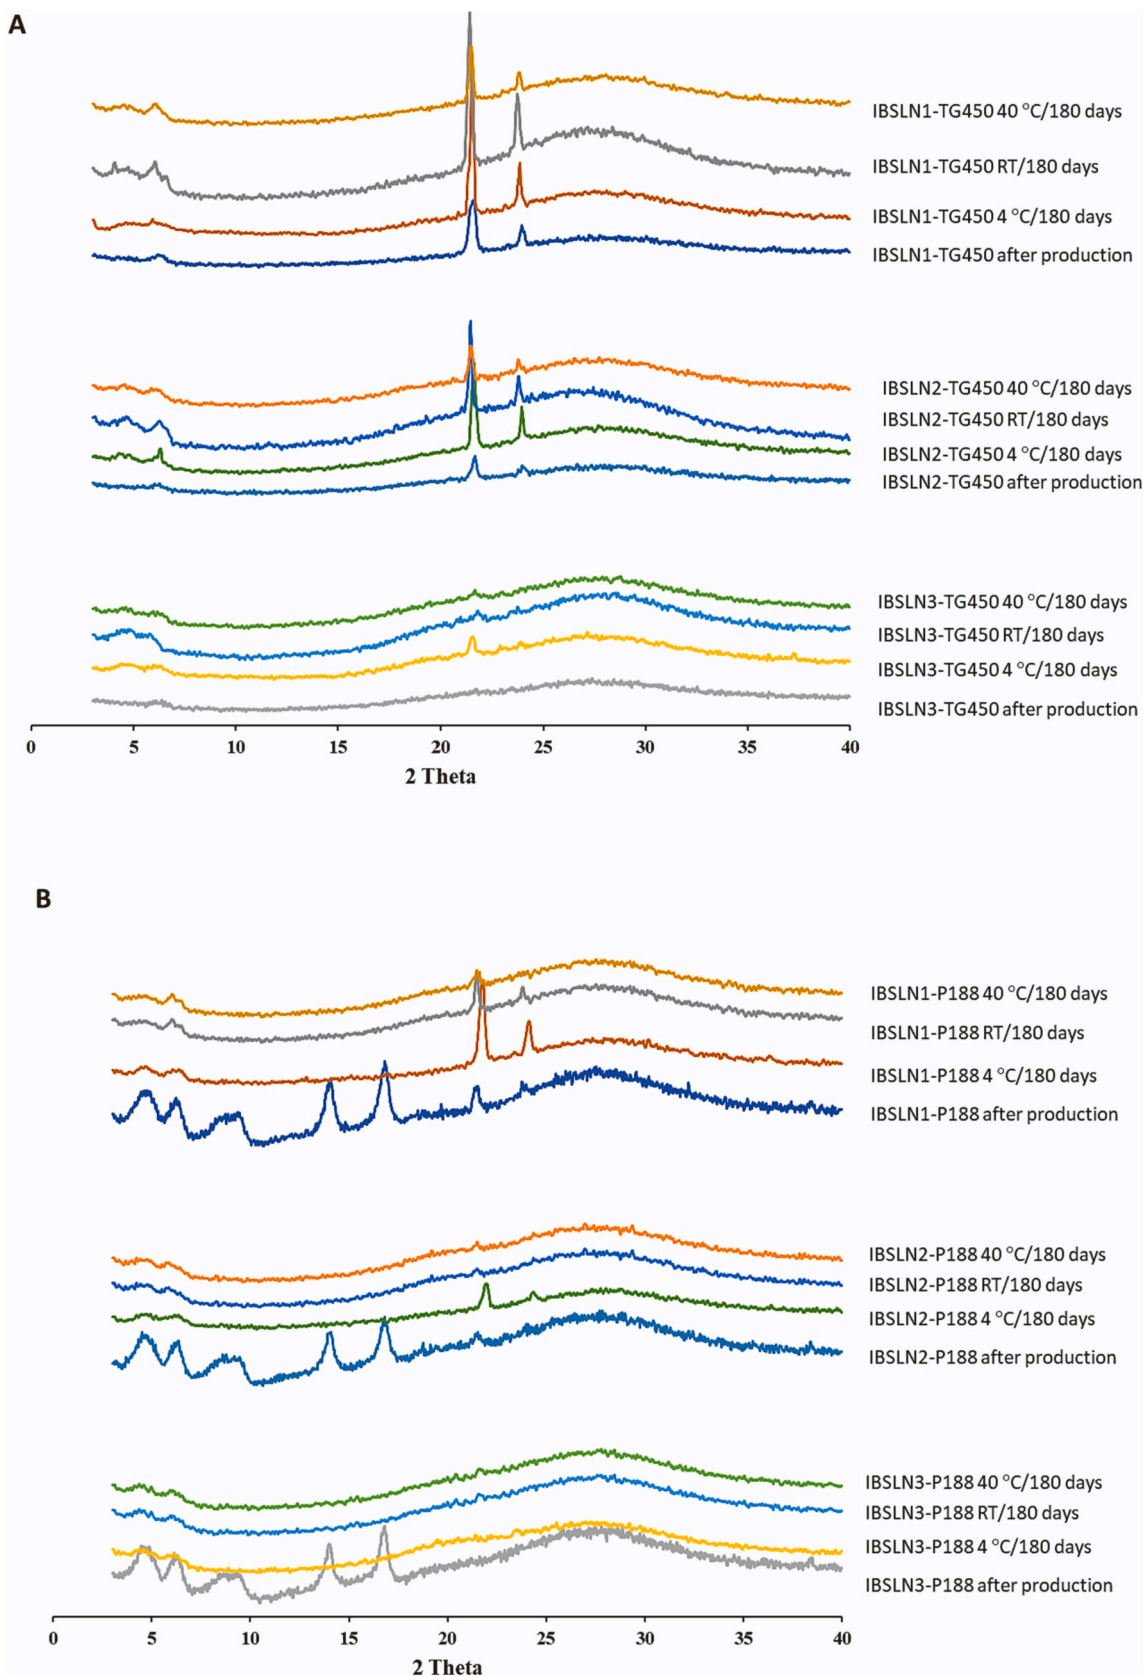 A
IBSLN1-TG450 40 °C/180 days
IBSLN1-TG450 RT/180 days
IBSLN1-TG450 4 °C/180 days
IBSLN1-TG450 after production
IBSLN2-TG450 40 °C/180 days
IBSLN2-TG450 RT/180 days
IBSLN2-TG450 4 °C/180 days
IBSLN2-TG450 after production
IBSLN3-TG450 40 °C/180 days
IBSLN3-TG450 RT/180 days
IBSLN3-TG450 4 °C/180 days
IBSLN3-TG450 after production
0 5 10 15 20 25 30 35 40
2 Theta
B
IBSLN1-P188 40 °C/180 days
IBSLN1-P188 RT/180 days
IBSLN1-P188 4 °C/180 days
IBSLN1-P188 after production
IBSLN2-P188 40 °C/180 days
IBSLN2-P188 RT/180 days
IBSLN2-P188 4 °C/180 days
IBSLN2-P188 after production
IBSLN3-P188 40 °C/180 days
IBSLN3-P188 RT/180 days
IBSLN3-P188 4 °C/180 days
IBSLN3-P188 after production
0 5 10 15 20 25 30 35 40
2 Theta